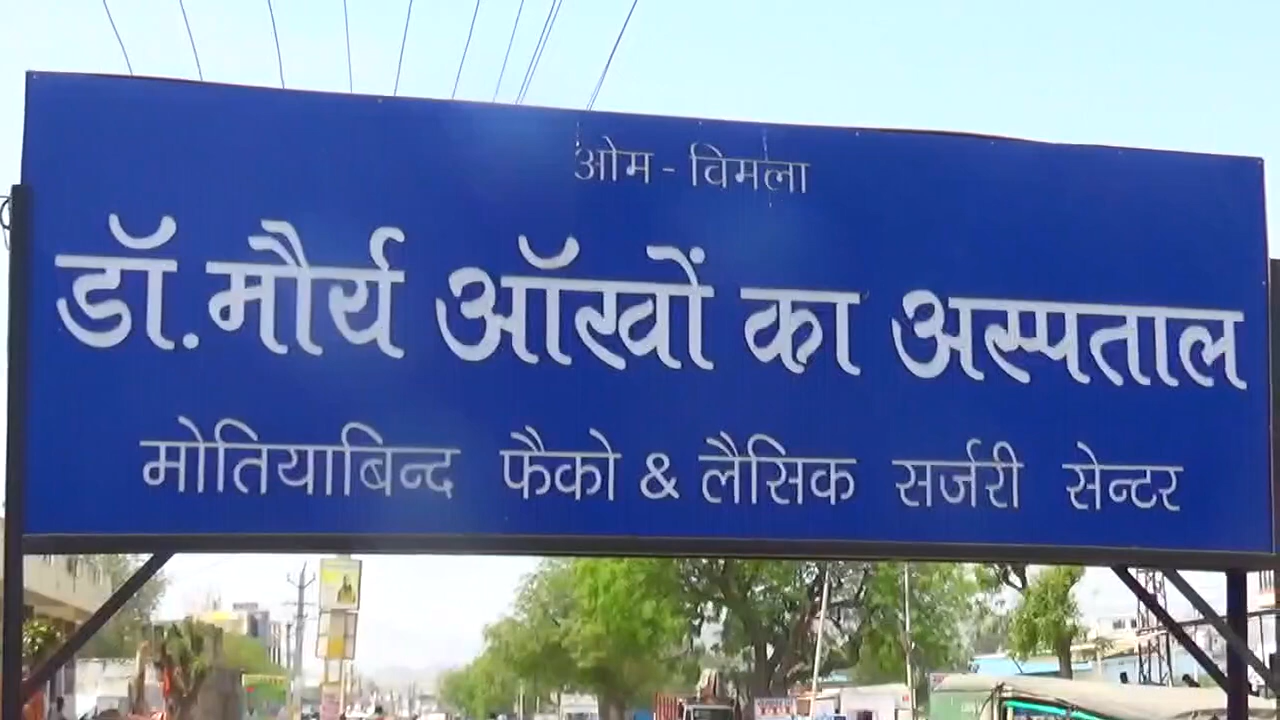 ओम - विमला
डॉ. मौर्य ऑखों का अस्पताल
मोतियाबिन्द फैको & लैसिक सर्जरी सेन्टर